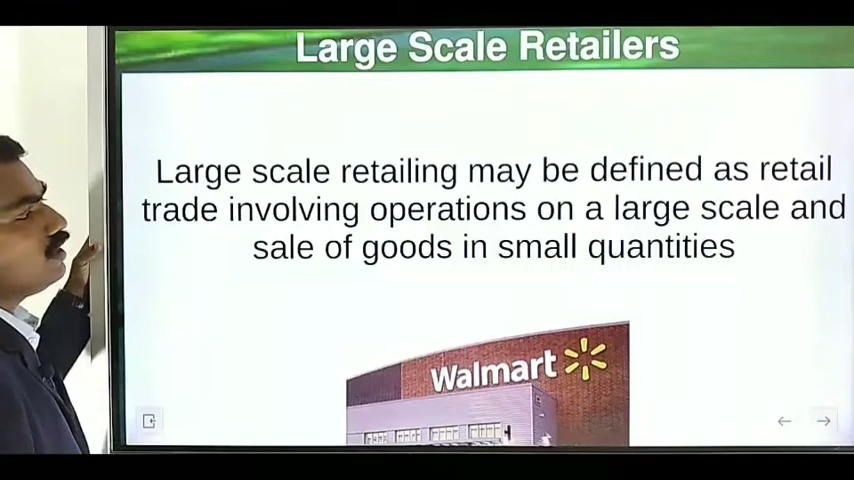 Large Scale Retailers
Large scale retailing may be defined as retail
trade involving operations on a large scale and
sale of goods in small quantities
Walmart